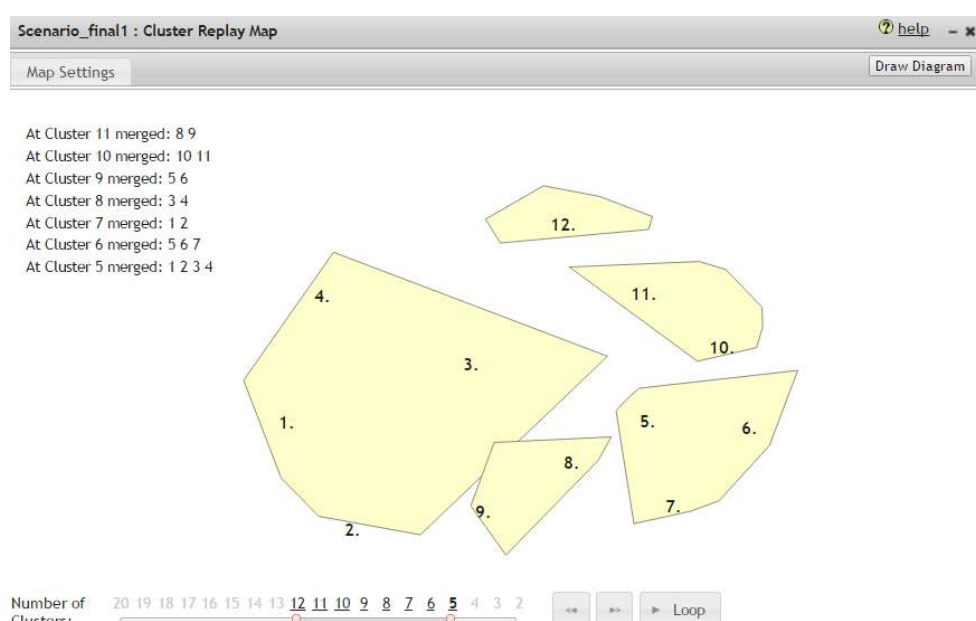 Scenario_final1 : Cluster Replay Map
? help
Map Settings
Draw Diagram
At Cluster 11 merged: 8 9
At Cluster 10 merged: 10 11
At Cluster 9 merged: 5 6
At Cluster 8 merged: 3 4
At Cluster 7 merged: 1 2
At Cluster 6 merged: 5 6 7
At Cluster 5 merged: 1 2 3 4
12.
4.
11.
10.
3.
1.
5.
6.
8.
7.
9.
2.
Number of
Clusters:
20 19 18 17 16 15 14 13 12 11 10 9 8 7 6 5 4 3 2
Loop